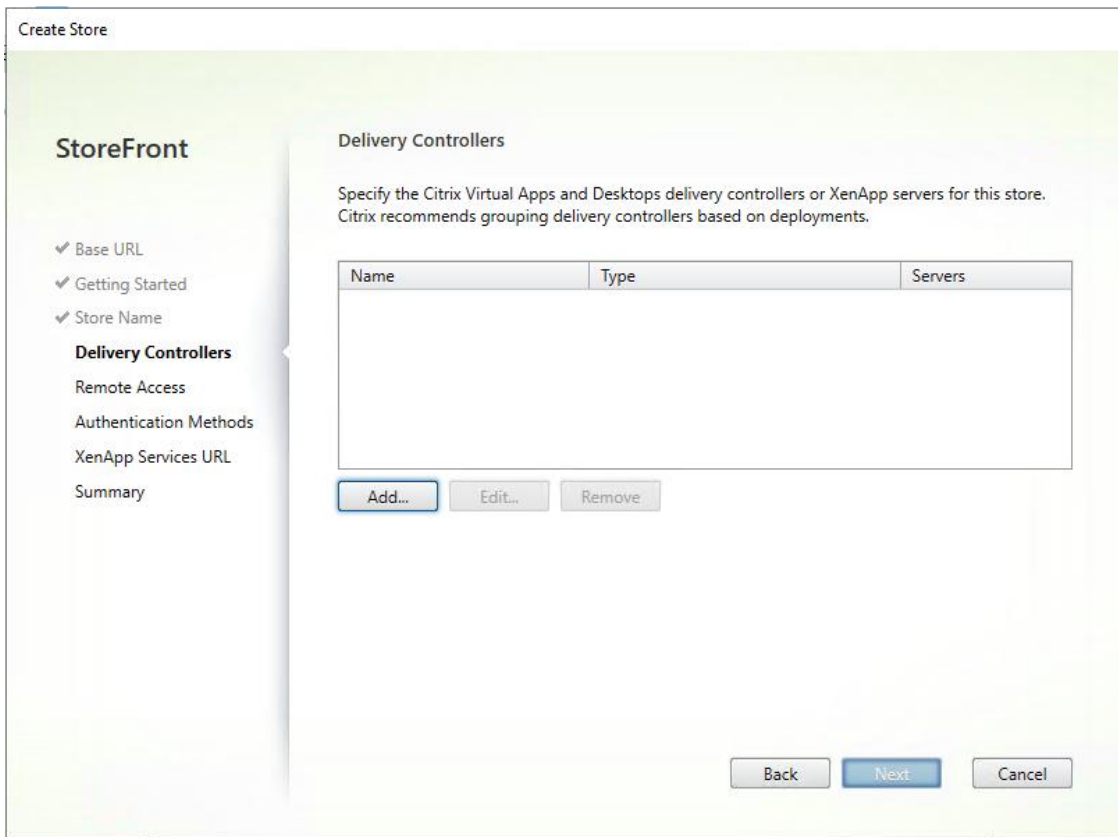 Create Store
StoreFront
Base URL
Getting Started
Store Name
Delivery Controllers
Remote Access
Authentication Methods
XenApp Services URL
Summary
Delivery Controllers
Specify the Citrix Virtual Apps and Desktops delivery controllers or XenApp servers for this store.
Citrix recommends grouping delivery controllers based on deployments.
Name Type Servers
Add... Edit... Remove
Back Next Cancel